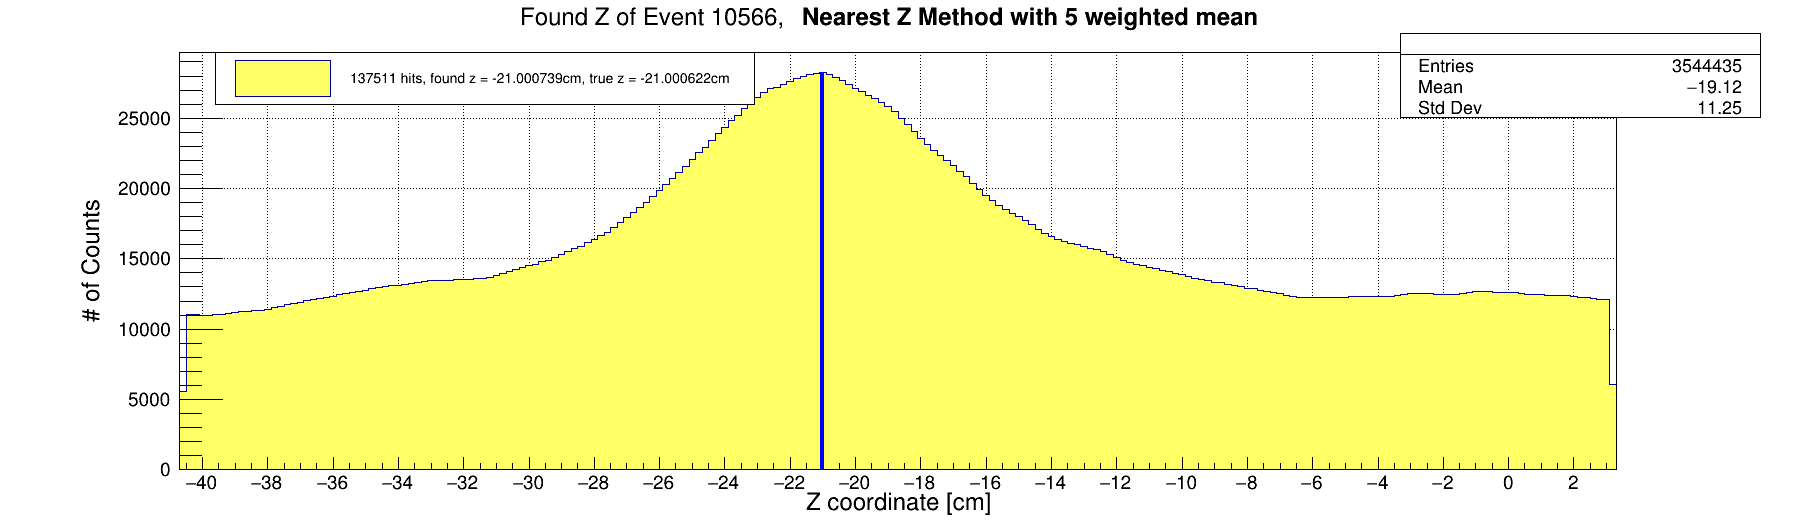 Found Z of Event 10566, Nearest Z Method with 5 weighted mean
137511 hits, found z = -21.000739cm, true z = -21.000622cm
Entries 3544435
Mean −19.12
Std Dev 11.25
# of Counts
25000
20000
15000
10000
5000
0
−40 −38 −36 −34 −32 −30 −28 −26 −24 −22 −20 −18 −16 −14 −12 −10 −8 −6 −4 −2 0 2
Z coordinate [cm]